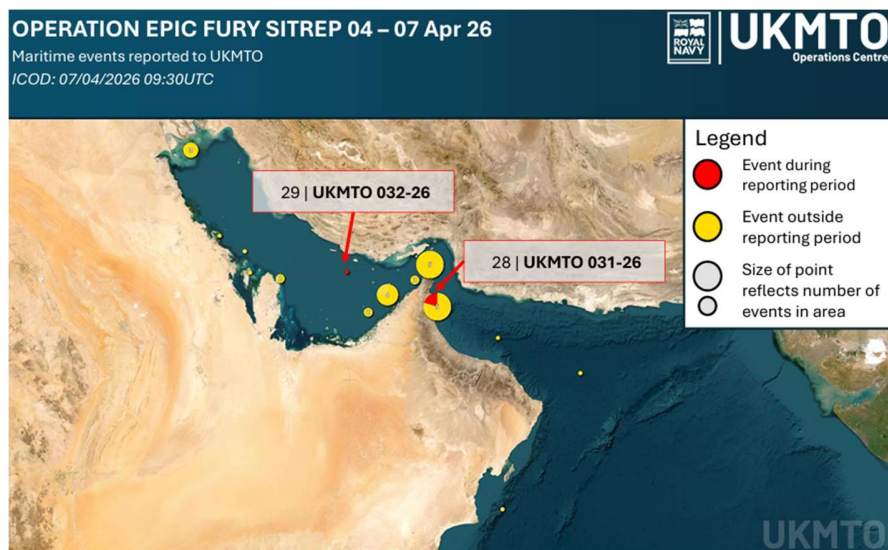 OPERATION EPIC FURY SITREP 04 – 07 Apr 26
Maritime events reported to UKMTO
ICOD: 07/04/2026 09:30UTC
ROYAL
NAVY
UKMTO
Operations Centre
Legend
Event during
reporting period
Event outside
reporting period
Size of point
reflects number of
events in area
29 | UKMTO 032-26
28 | UKMTO 031-26
UKMTO